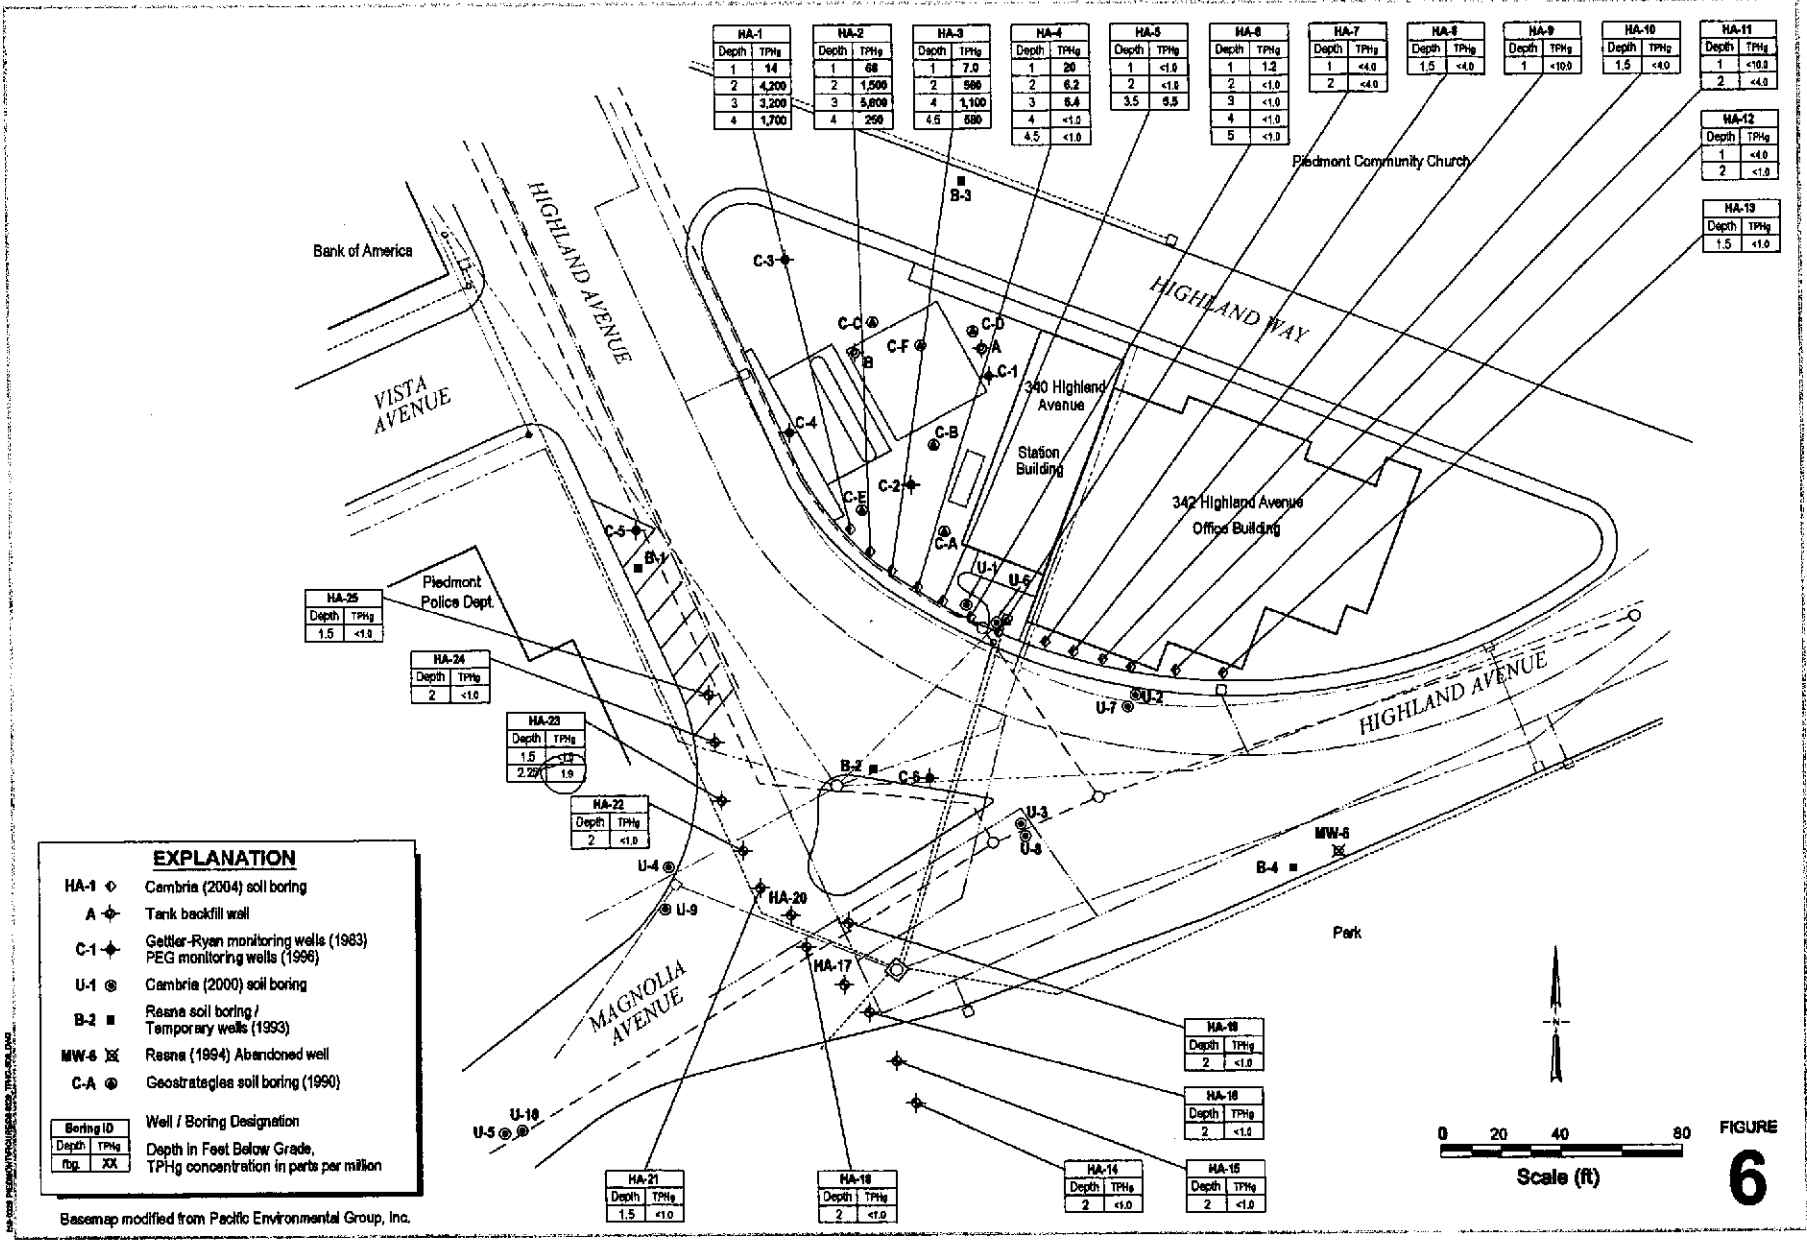 HA-1
Depth TPHg
1 14
2 4,200
3 3,200
4 1,700
HA-2
Depth TPHg
1 68
2 1,500
3 5,800
4 250
HA-3
Depth TPHg
1 7.0
2 560
4 1,100
4.5 580
HA-4
Depth TPHg
1 20
2 6.2
3 5.4
4 <1.0
4.5 <1.0
HA-5
Depth TPHg
1 <1.0
2 <1.0
3.5 5.5
HA-6
Depth TPHg
1 1.2
2 <1.0
3 <1.0
4 <1.0
5 <1.0
HA-7
Depth TPHg
1 <4.0
2 <4.0
HA-8
Depth TPHg
1.5 <4.0
HA-9
Depth TPHg
1 <10.0
HA-10
Depth TPHg
1.5 <4.0
HA-11
Depth TPHg
1 <10.0
2 <4.0
HA-12
Depth TPHg
1 <4.0
2 <1.0
HA-13
Depth TPHg
1.5 <1.0
Piedmont Community Church
B-3
Bank of America
HIGHLAND AVENUE
C-3
HIGHLAND WAY
C-C
C-D
C-F
A
B
C-1
340 Highland
Avenue
VISTA
AVENUE
C-4
C-B
Station
Building
C-2
C-E
342 Highland Avenue
Office Building
C-A
C-5
B-1
U-1
U-6
Piedmont
Police Dept.
HA-25
Depth TPHg
1.5 <1.0
HA-24
Depth TPHg
2 <1.0
HIGHLAND AVENUE
U-2
U-7
HA-23
Depth TPHg
1.5
2.25 1.9
B-2
C-6
HA-22
Depth TPHg
2 <1.0
U-3
U-8
MW-6
B-4
U-4
U-9
HA-20
HA-17
Park
MAGNOLIA
AVENUE
U-10
U-5
HA-19
Depth TPHg
2 <1.0
HA-16
Depth TPHg
2 <1.0
HA-15
Depth TPHg
2 <1.0
HA-14
Depth TPHg
2 <1.0
HA-18
Depth TPHg
2 <1.0
HA-21
Depth TPHg
1.5 <1.0
EXPLANATION
HA-1 Cambria (2004) soil boring
A Tank backfill well
C-1 Gettler-Ryan monitoring wells (1983)
PEG monitoring wells (1996)
U-1 Cambria (2000) soil boring
B-2 Resna soil boring /
Temporary wells (1993)
MW-6 Resna (1994) Abandoned well
C-A Geostrategies soil boring (1990)
Boring ID Well / Boring Designation
Depth TPHg Depth in Feet Below Grade,
fbg. XX TPHg concentration in parts per million
Basemap modified from Pacific Environmental Group, Inc.
N
0 20 40 80
Scale (ft)
FIGURE
6